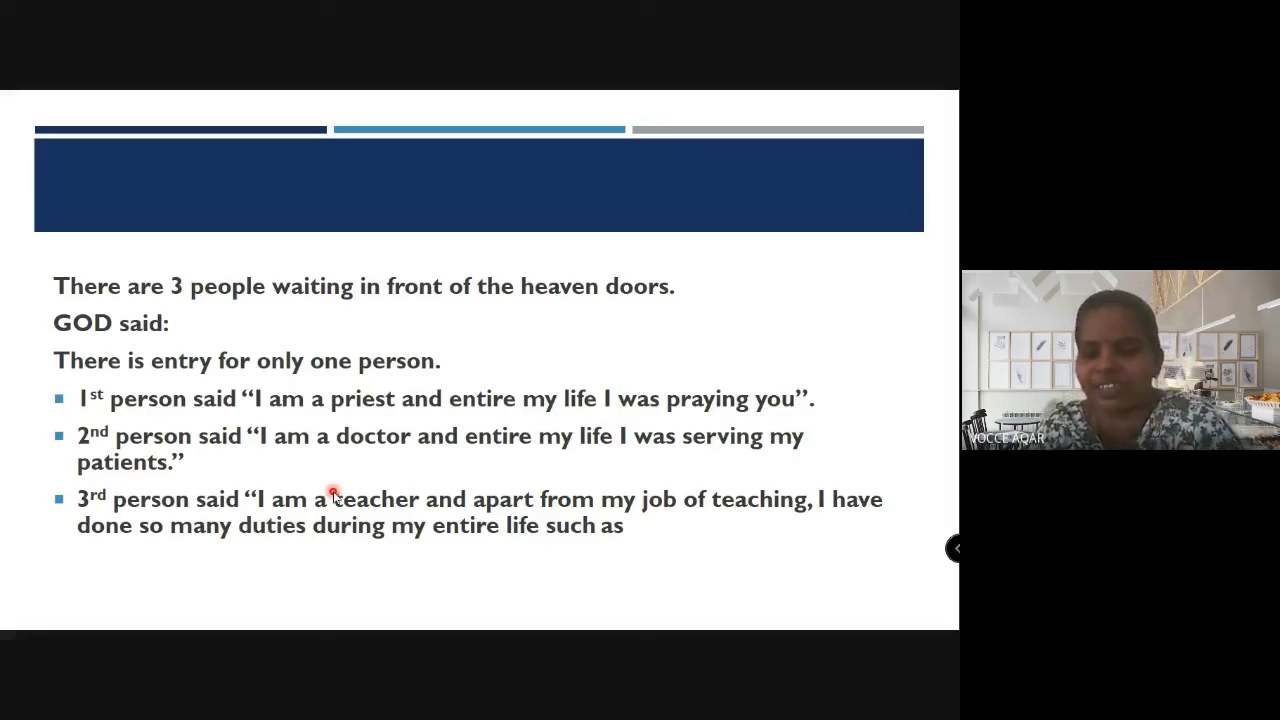 There are 3 people waiting in front of the heaven doors.
GOD said:
There is entry for only one person.
1st person said “I am a priest and entire my life I was praying you”.
2nd person said “I am a doctor and entire my life I was serving my
patients.”
3rd person said “I am a teacher and apart from my job of teaching, I have
done so many duties during my entire life such as
VOCCE AQAR